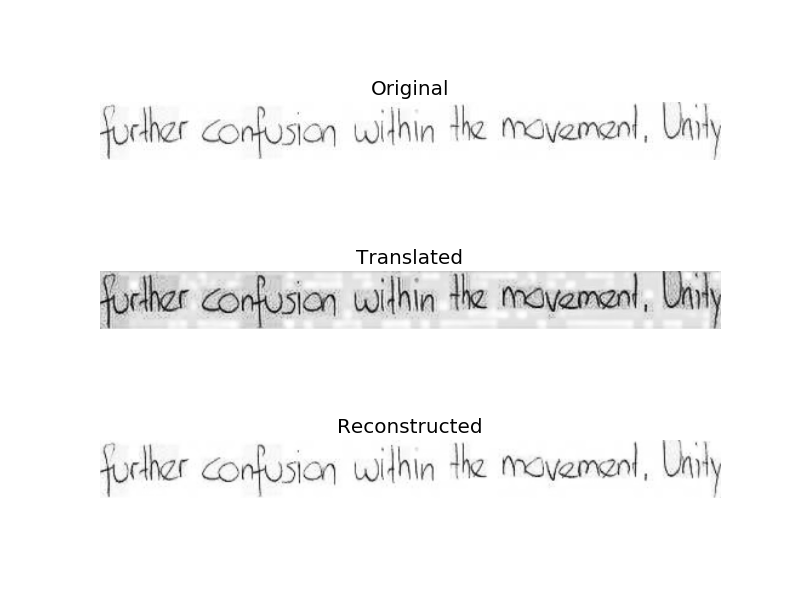 Original
further confusion within the movement. Unity
Translated
further confusion within the movement. Unity
Reconstructed
further confusion within the movement. Unity